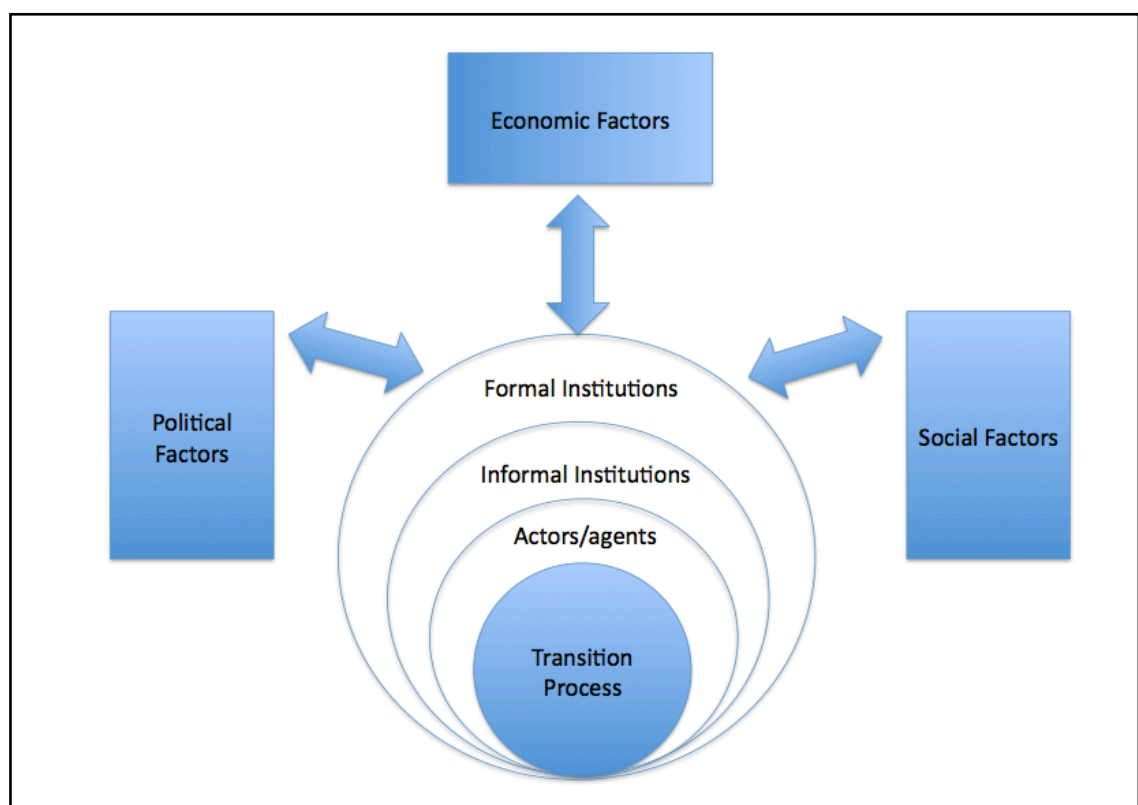 Economic Factors
Political
Factors
Formal Institutions
Social Factors
Informal Institutions
Actors/agents
Transition
Process